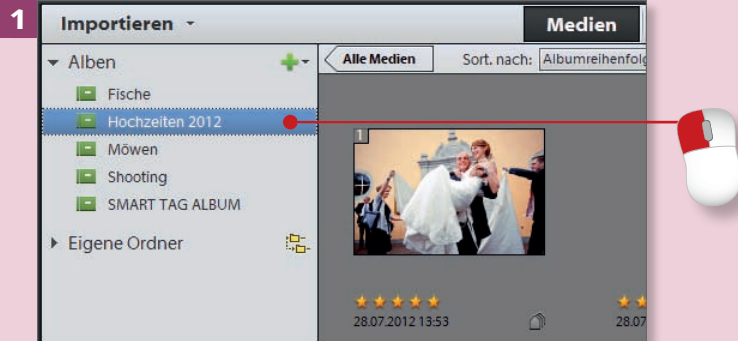 1
Importieren
Medien
Alben
Alle Medien
Sort. nach:
Albumreihenfolg
Fische
Hochzeiten 2012
Möwen
Shooting
SMART TAG ALBUM
Eigene Ordner
1
28.07.2012 13:53
28.07